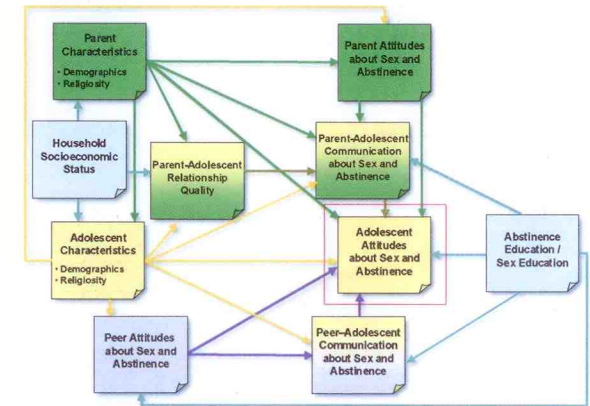 Parent
Characteristics
• Demographics
• Religiosity
Parent Attitudes
about Sex and
Abstinence
Household
Socioeconomic
Status
Parent-Adolescent
Relationship
Quality
Parent-Adolescent
Communication
about Sex and
Abstinence
Adolescent
Characteristics
• Demographics
• Religiosity
Adolescent
Attitudes
about Sex and
Abstinence
Abstinence
Education /
Sex Education
Peer Attitudes
about Sex and
Abstinence
Peer–Adolescent
Communication
about Sex and
Abstinence